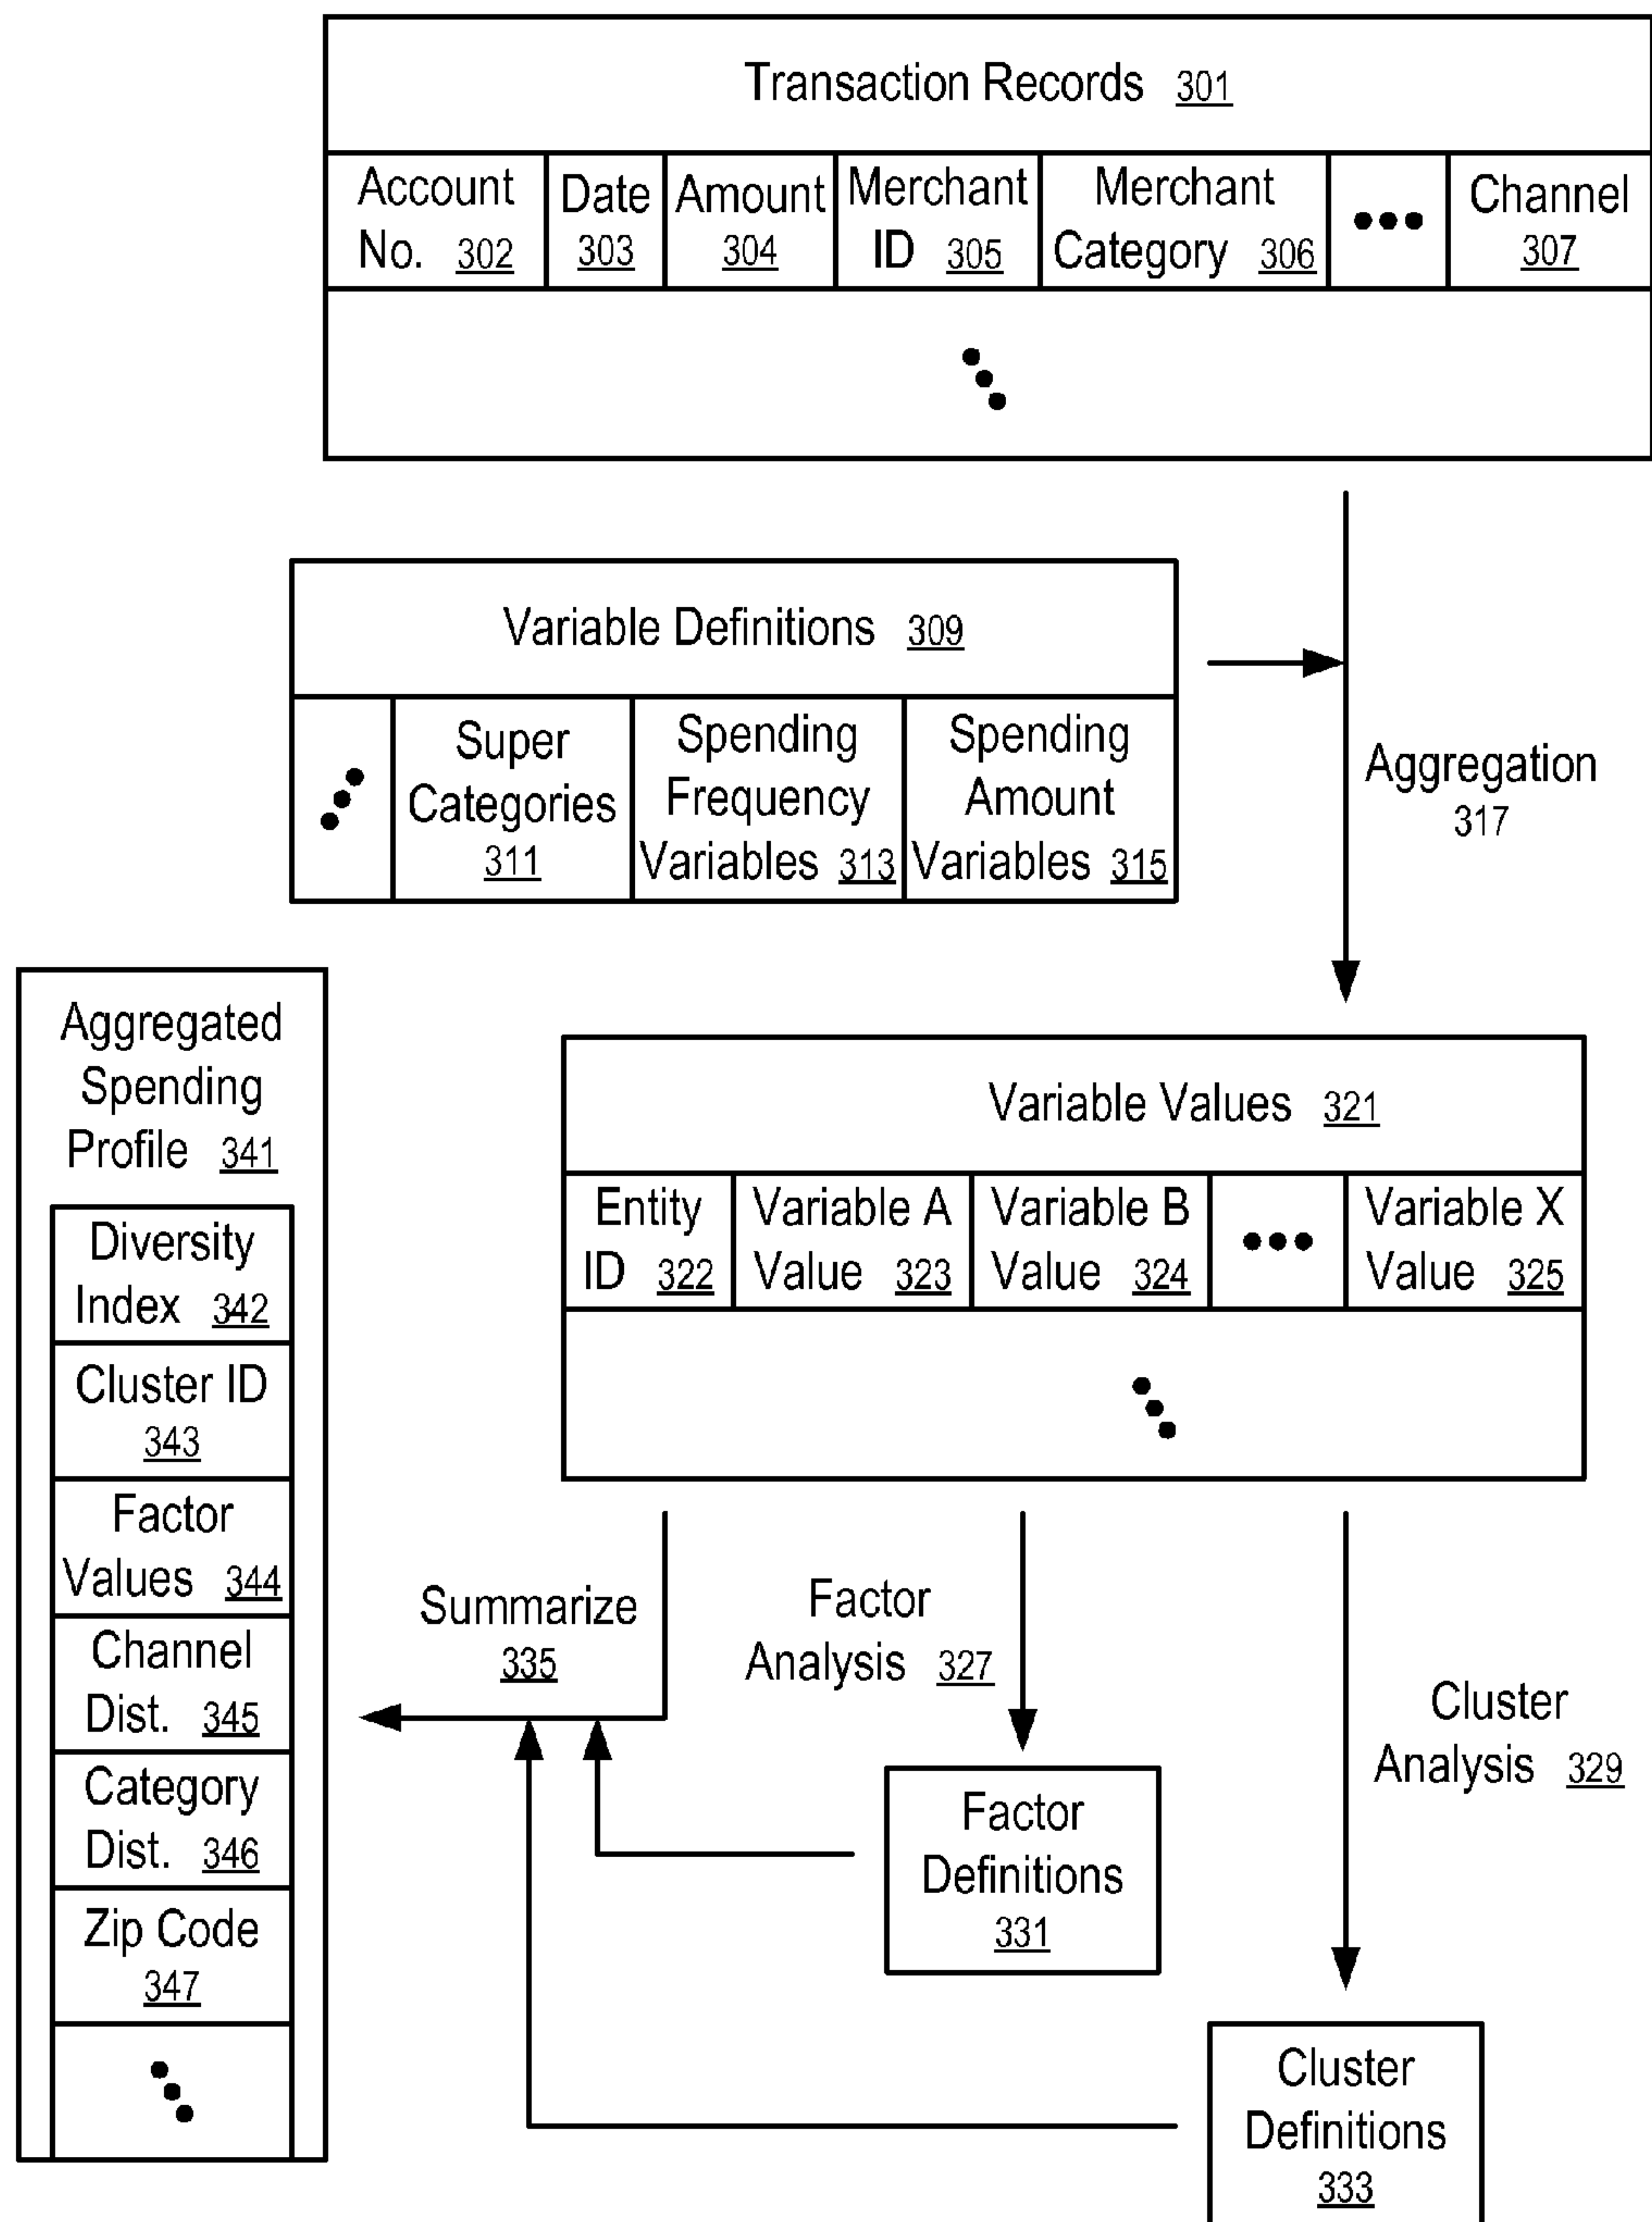 Transaction Records 301
Account
No. 302
Date
303
Amount
304
Merchant
ID 305
Merchant
Category 306
Channel
307
Variable Definitions 309
Super
Categories
311
Spending
Frequency
Variables 313
Spending
Amount
Variables 315
Aggregation
317
Aggregated
Spending
Profile 341
Diversity
Index 342
Cluster ID
343
Factor
Values 344
Channel
Dist. 345
Category
Dist. 346
Zip Code
347
Variable Values 321
Entity
ID 322
Variable A
Value 323
Variable B
Value 324
Variable X
Value 325
Summarize
335
Factor
Analysis 327
Cluster
Analysis 329
Factor
Definitions
331
Cluster
Definitions
333